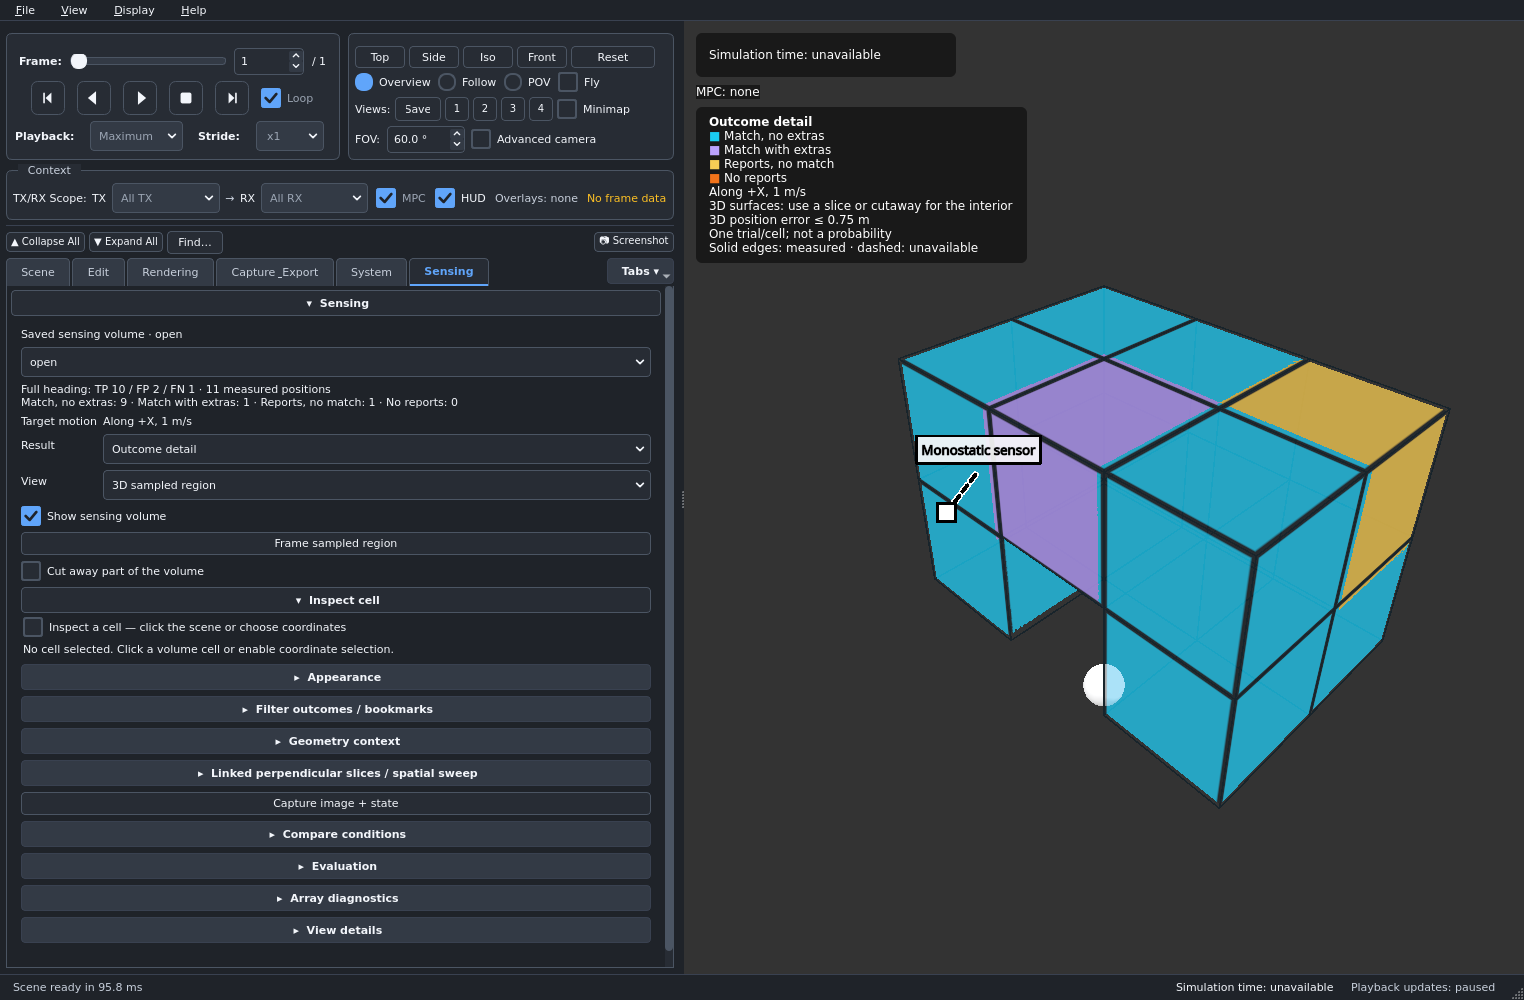 File View Display Help
Frame: 1 / 1
Loop
Playback: Maximum Stride: x1
Top Side Iso Front Reset
Overview Follow POV Fly
Views: Save 1 2 3 4 Minimap
FOV: 60.0 ° Advanced camera
Context
TX/RX Scope: TX All TX → RX All RX MPC HUD Overlays: none No frame data
▲ Collapse All ▼ Expand All Find... Screenshot
Scene Edit Rendering Capture _Export System Sensing Tabs ▾
▾ Sensing
Saved sensing volume · open
open
Full heading: TP 10 / FP 2 / FN 1 · 11 measured positions
Match, no extras: 9 · Match with extras: 1 · Reports, no match: 1 · No reports: 0
Target motion Along +X, 1 m/s
Result Outcome detail
View 3D sampled region
Show sensing volume
Frame sampled region
Cut away part of the volume
▾ Inspect cell
Inspect a cell — click the scene or choose coordinates
No cell selected. Click a volume cell or enable coordinate selection.
▸ Appearance
▸ Filter outcomes / bookmarks
▸ Geometry context
▸ Linked perpendicular slices / spatial sweep
Capture image + state
▸ Compare conditions
▸ Evaluation
▸ Array diagnostics
▸ View details
Simulation time: unavailable
MPC: none
Outcome detail
Match, no extras
Match with extras
Reports, no match
No reports
Along +X, 1 m/s
3D surfaces: use a slice or cutaway for the interior
3D position error ≤ 0.75 m
One trial/cell; not a probability
Solid edges: measured · dashed: unavailable
Monostatic sensor
Scene ready in 95.8 ms
Simulation time: unavailable Playback updates: paused